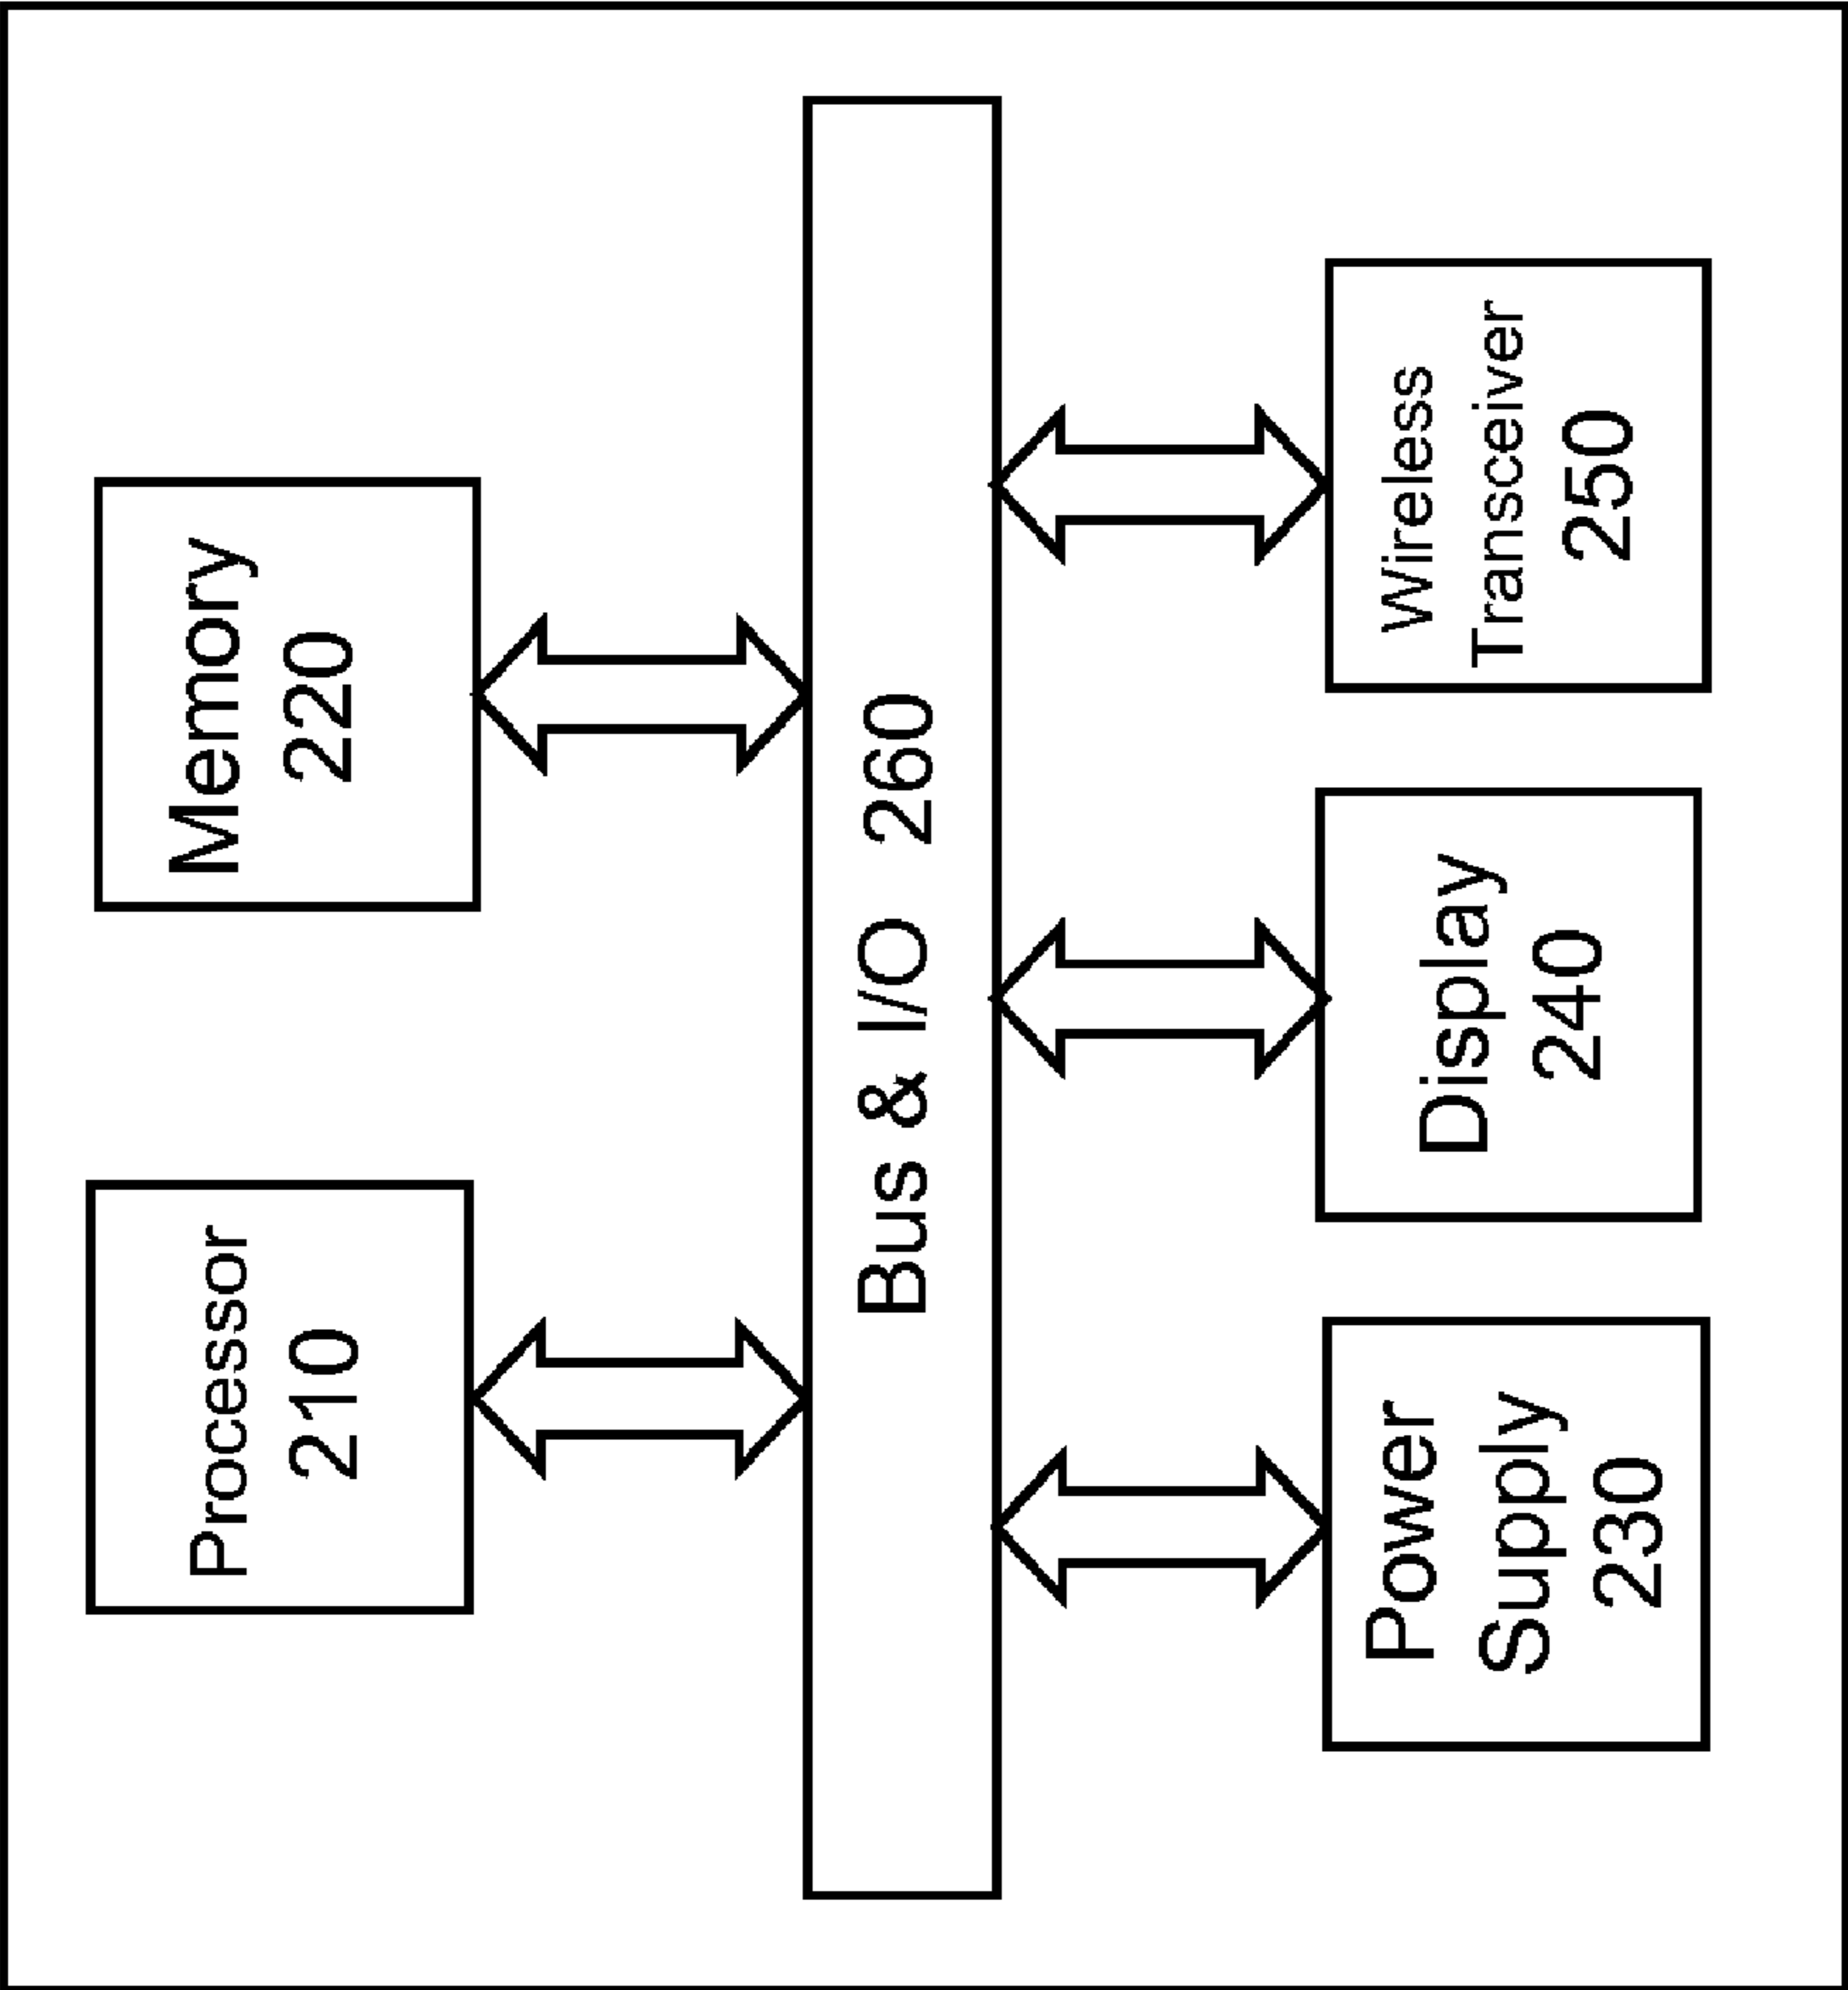 Processor
210
Memory
220
Bus & I/O 260
Power
Supply
230
Display
240
Wireless
Transceiver
250